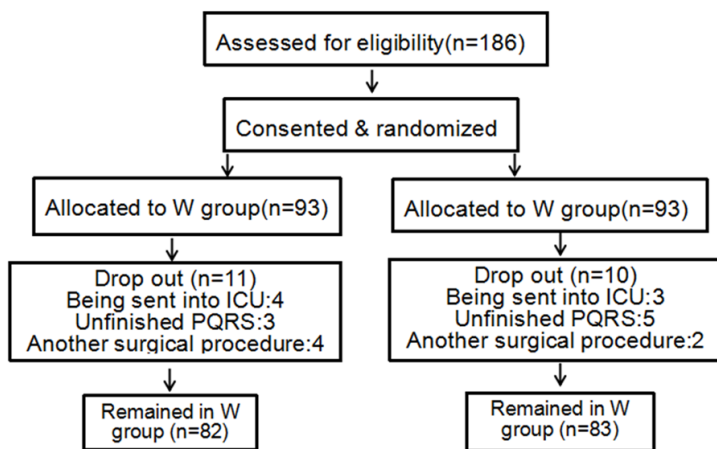 Assessed for eligibility(n=186)
Consented & randomized
Allocated to W group(n=93)
Allocated to W group(n=93)
Drop out (n=11)
Being sent into ICU:4
Unfinished PQRS:3
Another surgical procedure:4
Drop out (n=10)
Being sent into ICU:3
Unfinished PQRS:5
Another surgical procedure:2
Remained in W
group (n=82)
Remained in W
group (n=83)